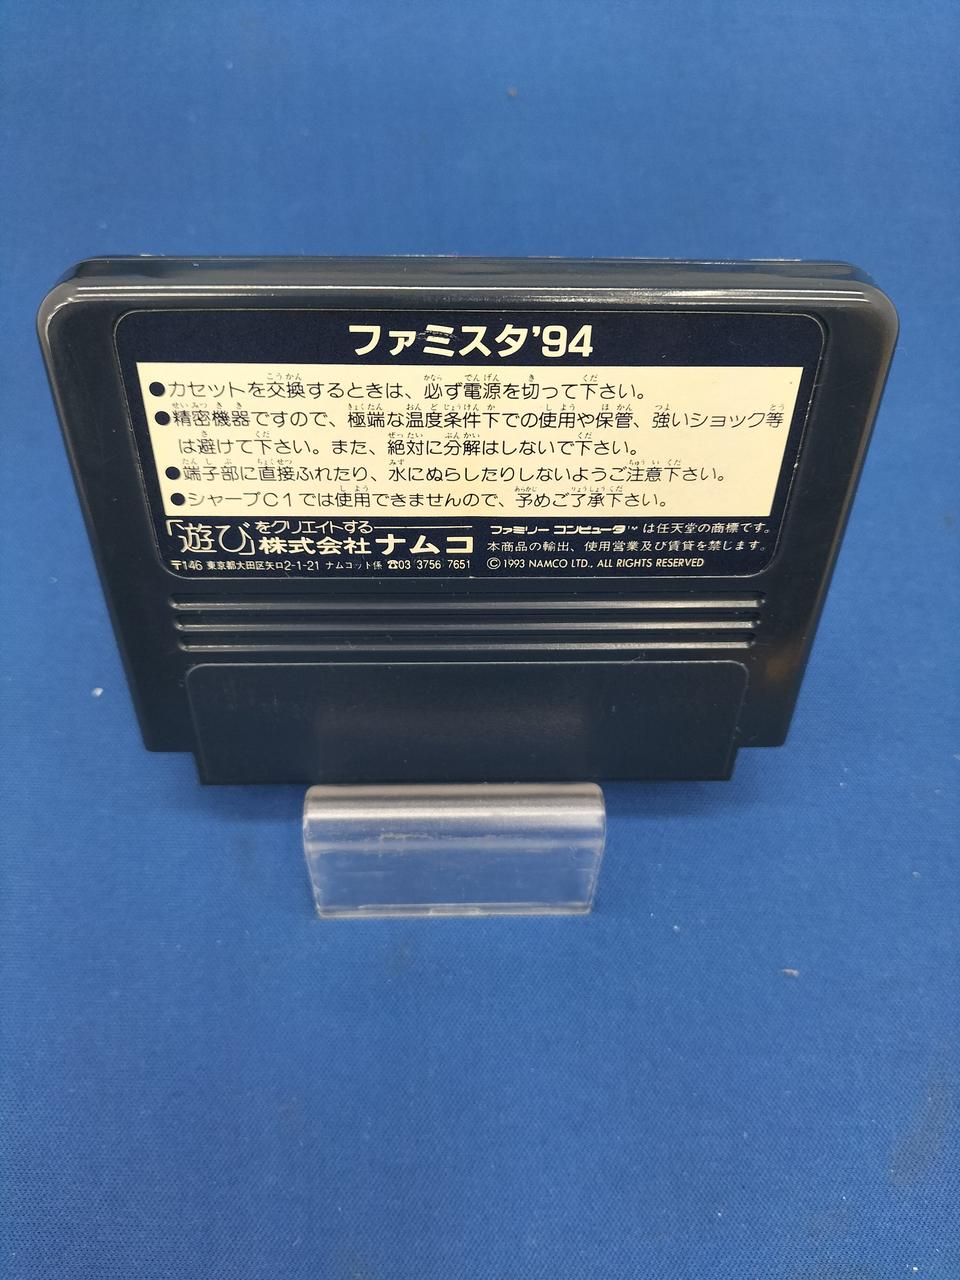 ファミスタ'94
●カセットを交換するときは、必ず電源を切って下さい。
●精密機器ですので、極端な温度条件下での使用や保管、強いショック等
は避けて下さい。また、絶対に分解はしないで下さい。
●端子部に直接ふれたり、水にぬらしたりしないようご注意下さい。
●シャープC1では使用できませんので、予めご了承下さい。
「遊び」をクリエイトする
株式会社ナムコ
〒146 東京都大田区矢口2-1-21 ナムコット係 ☎03 3756 7651
ファミリーコンピュータ™は任天堂の商標です。
本商品の輸出、使用営業及び賃貸を禁じます。
©1993 NAMCO LTD., ALL RIGHTS RESERVED